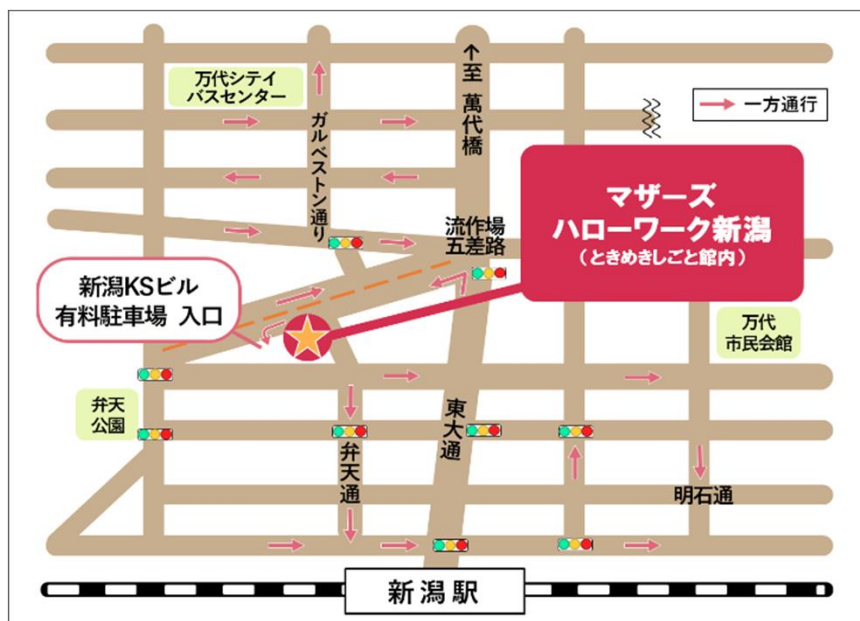 万代シテイ
バスセンター
↑至 萬代橋
一方通行
ガルベストン通り
マザーズ
ハローワーク新潟
(ときめきしごと館内)
流作場
五差路
新潟KSビル
有料駐車場 入口
万代
市民会館
弁天
公園
東大通
弁天通
明石通
新潟駅